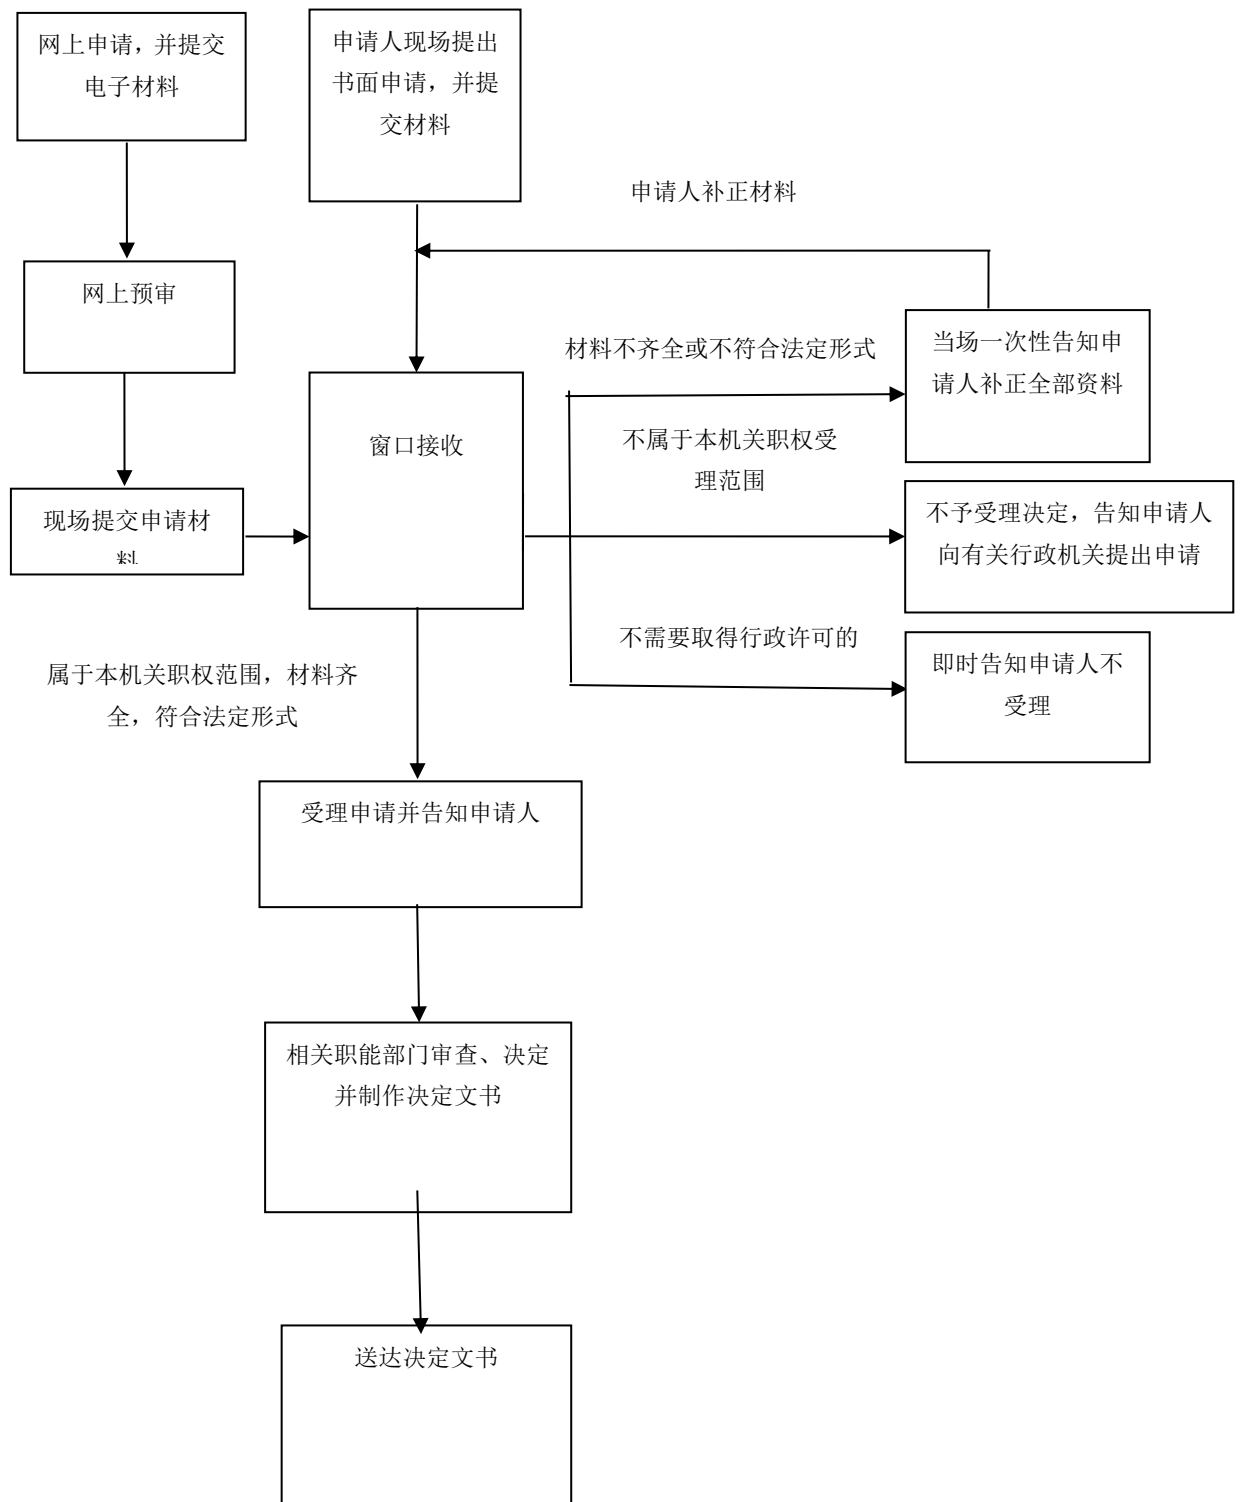 网上申请，并提交
电子材料
申请人现场提出
书面申请，并提
交材料
申请人补正材料
网上预审
材料不齐全或不符合法定形式
当场一次性告知申
请人补正全部资料
窗口接收
不属于本机关职权受
理范围
现场提交申请材
料
不予受理决定，告知申请人
向有关行政机关提出申请
不需要取得行政许可的
即时告知申请人不
受理
属于本机关职权范围，材料齐
全，符合法定形式
受理申请并告知申请人
相关职能部门审查、决定
并制作决定文书
送达决定文书